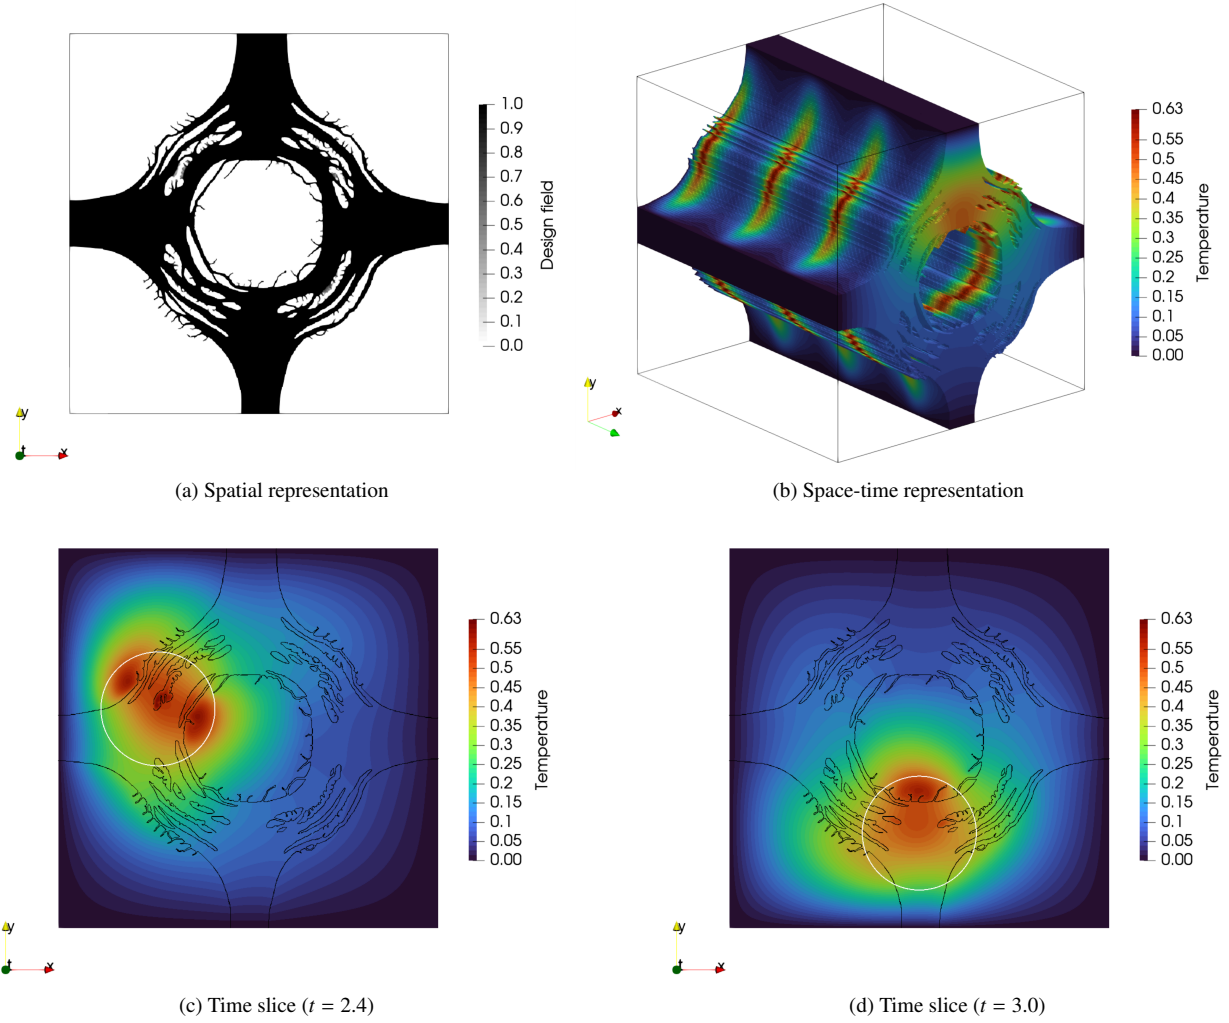 1.0
0.9
0.8
0.7
0.6
0.5
0.4
0.3
0.2
0.1
0.0
Design field
y
t
x
(a) Spatial representation
0.63
0.55
0.5
0.45
0.4
0.35
0.3
0.25
0.2
0.15
0.1
0.05
0.00
Temperature
y
x
(b) Space-time representation
0.63
0.55
0.45
0.4
0.35
0.3
0.25
0.2
0.15
0.1
0.05
0.00
Temperature
y
t
x
(c) Time slice (t = 2.4)
0.63
0.55
0.45
0.4
0.35
0.3
0.25
0.2
0.15
0.1
0.05
0.00
Temperature
y
t
x
(d) Time slice (t = 3.0)